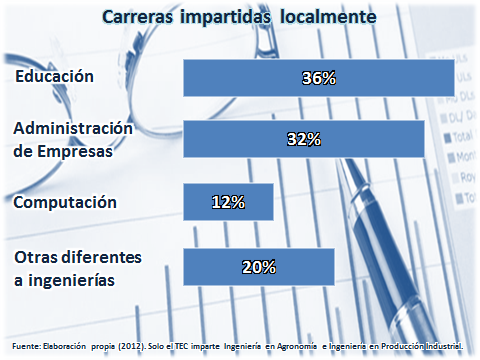 Carreras impartidas localmente
Educación
36%
Administración
de Empresas
32%
Computación
12%
Otras diferentes
a ingenierías
20%
Fuente: Elaboración propia (2012). Solo el TEC imparte Ingeniería en Agronomía e Ingeniería en Producción Industrial.